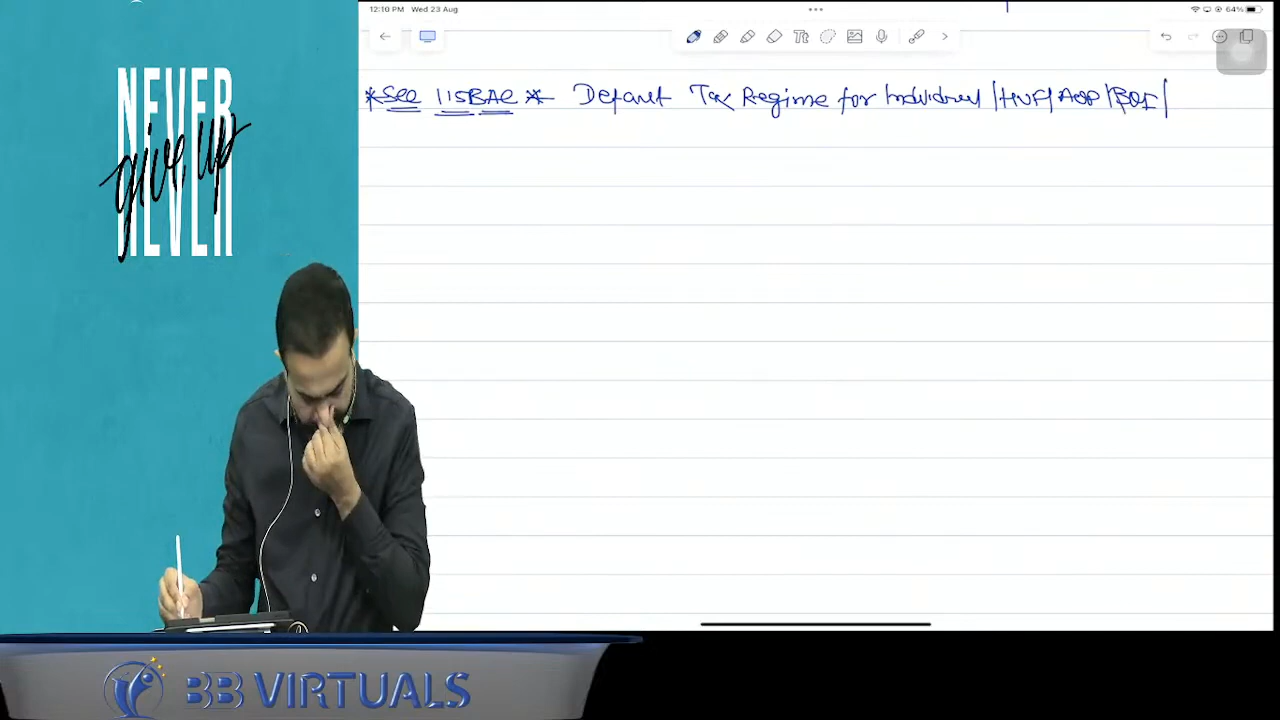 12:10 PM Wed 23 Aug
64%
NEVER
give up
NEVER
*Sec 115BAC* Default Tax Regime for Individual |HUF| AOP |BOI|
BB VIRTUALS